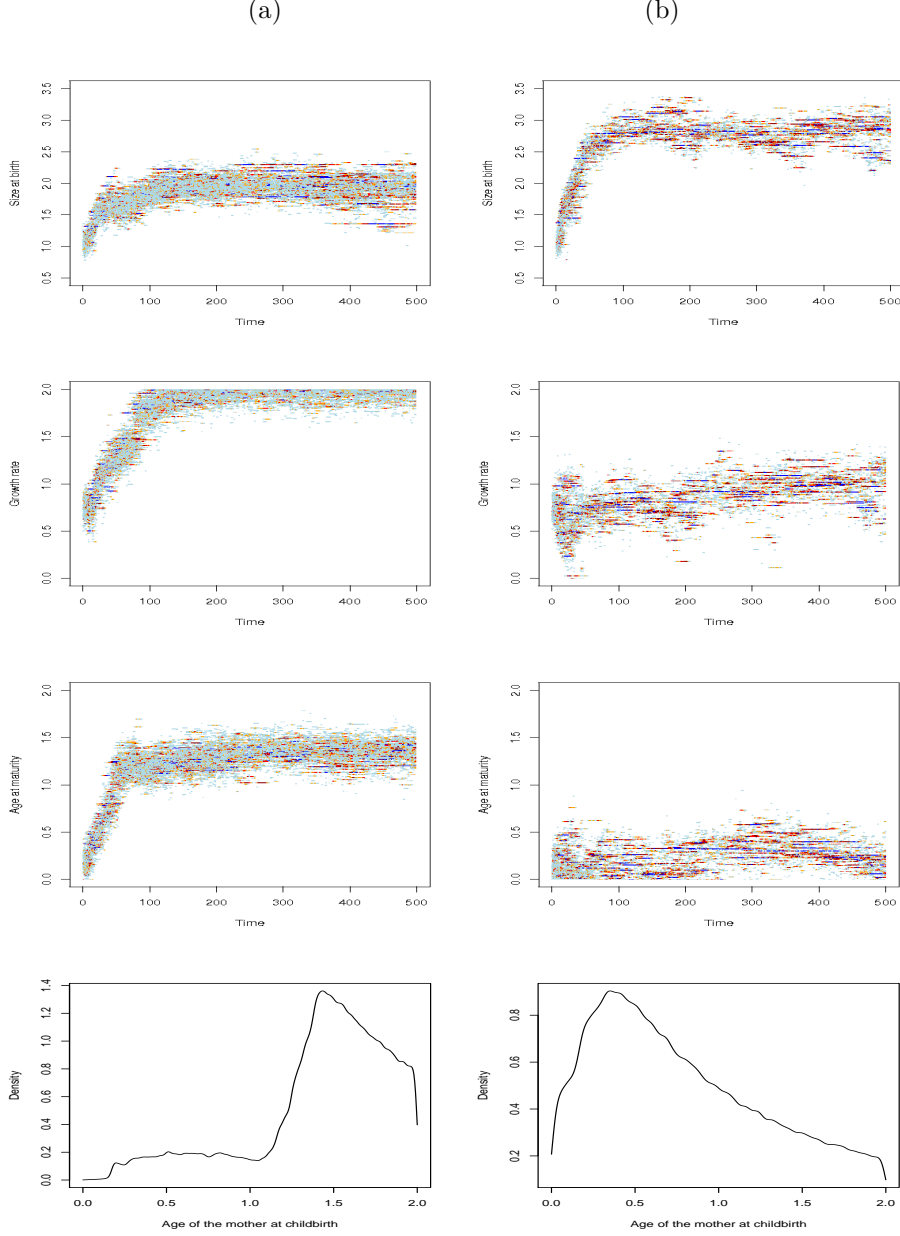 (a)
(b)
Size at birth
0.5 1.0 1.5 2.0 2.5 3.0 3.5
0 100 200 300 400 500
Time
Size at birth
0.5 1.0 1.5 2.0 2.5 3.0 3.5
0 100 200 300 400 500
Time
Growth rate
0.0 0.5 1.0 1.5 2.0
0 100 200 300 400 500
Time
Growth rate
0.0 0.5 1.0 1.5 2.0
0 100 200 300 400 500
Time
Age at maturity
0.0 0.5 1.0 1.5 2.0
0 100 200 300 400 500
Time
Age at maturity
0.0 0.5 1.0 1.5 2.0
0 100 200 300 400 500
Time
Density
0.0 0.2 0.4 0.6 0.8 1.0 1.2 1.4
0.0 0.5 1.0 1.5 2.0
Age of the mother at childbirth
Density
0.2 0.4 0.6 0.8
0.0 0.5 1.0 1.5 2.0
Age of the mother at childbirth